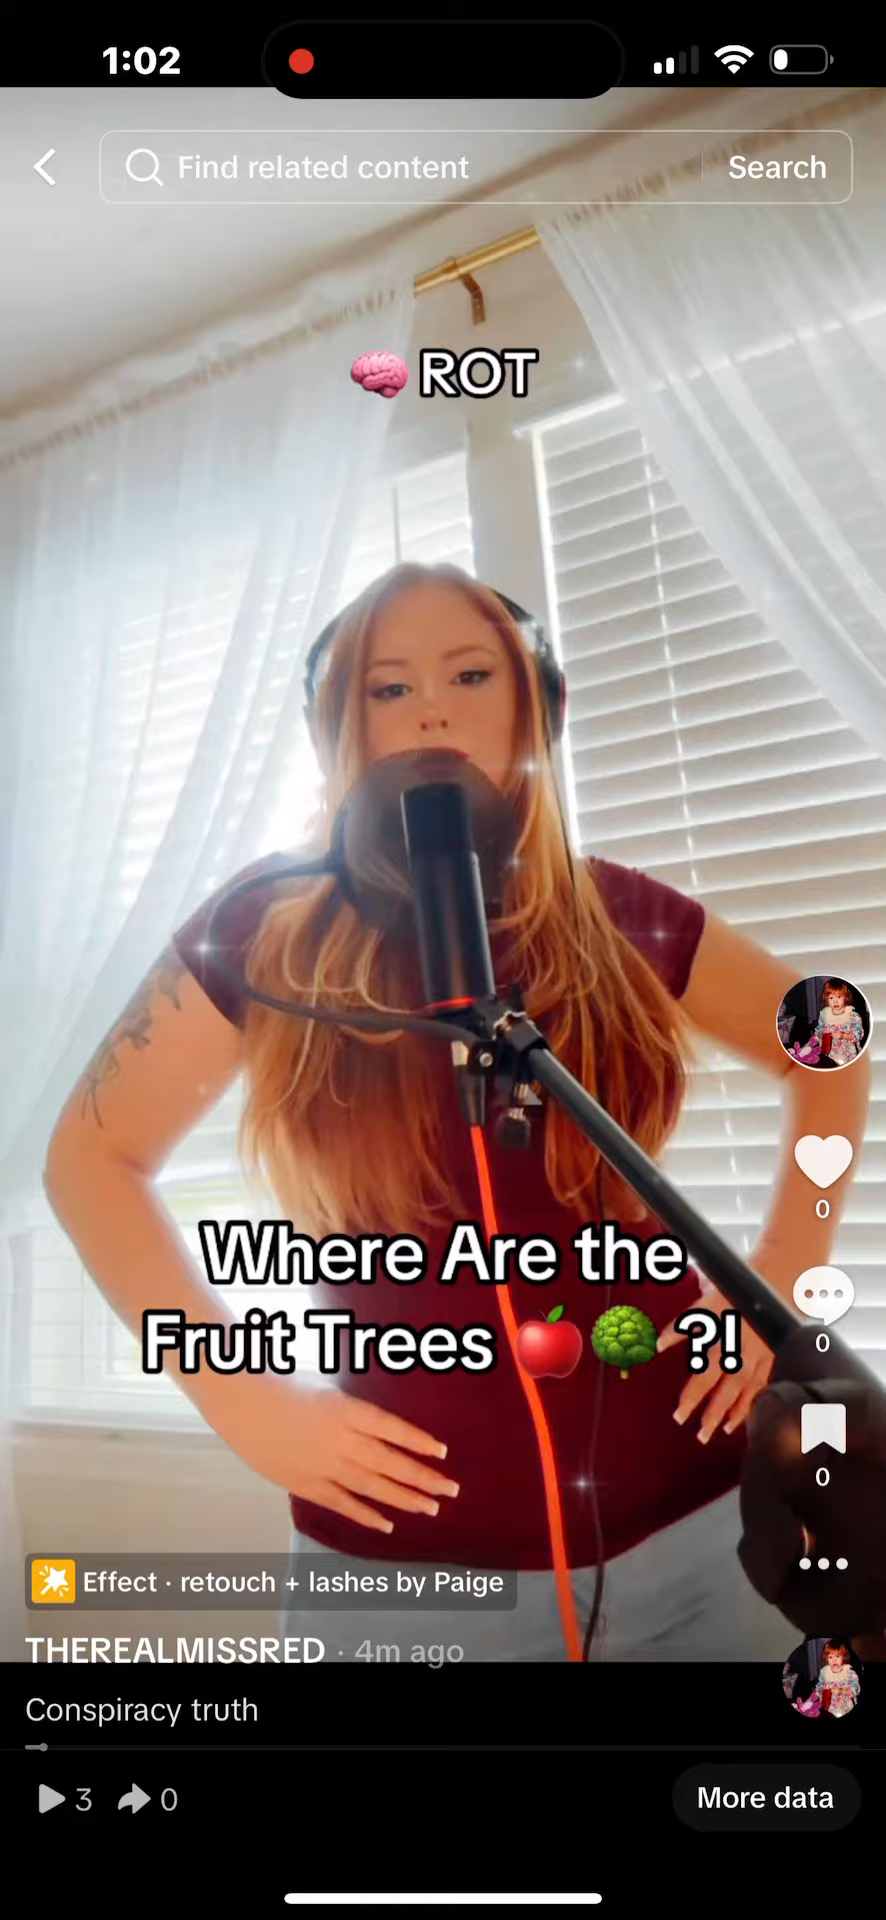 1:02
Find related content
Search
🧠 ROT
Where Are the
Fruit Trees 🍎🥦 ?!
0
0
0
Effect · retouch + lashes by Paige
THEREALMISSRED · 4m ago
Conspiracy truth
3
0
More data